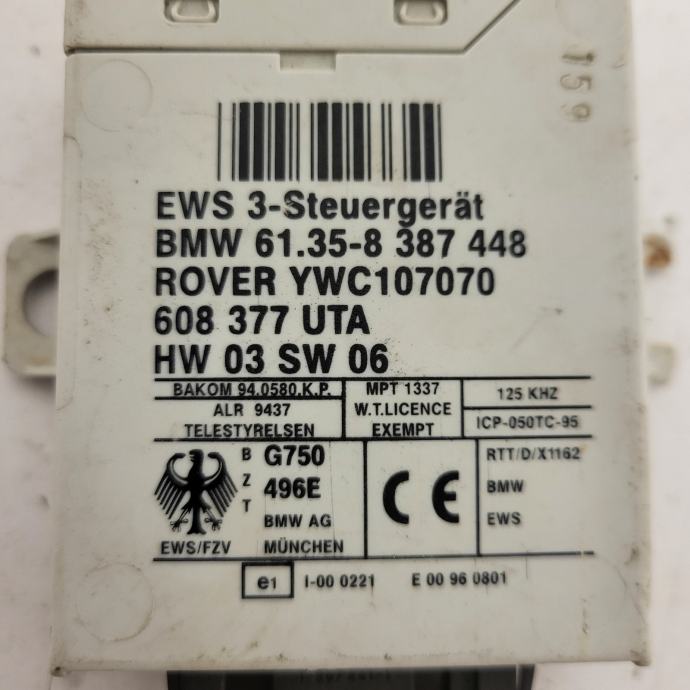 159
EWS 3-Steuergerät
BMW 61.35-8 387 448
ROVER YWC107070
608 377 UTA
HW 03 SW 06
BAKOM 94.0580.K.P.
ALR 9437
TELESTYRELSEN
MPT 1337
W.T.LICENCE
EXEMPT
125 KHZ
ICP-050TC-95
BZT
G750
496E
BMW AG
EWS/FZV MÜNCHEN
CE
RTT/D/X1162
BMW
EWS
e1 I-00 0221 E 00 96 0801